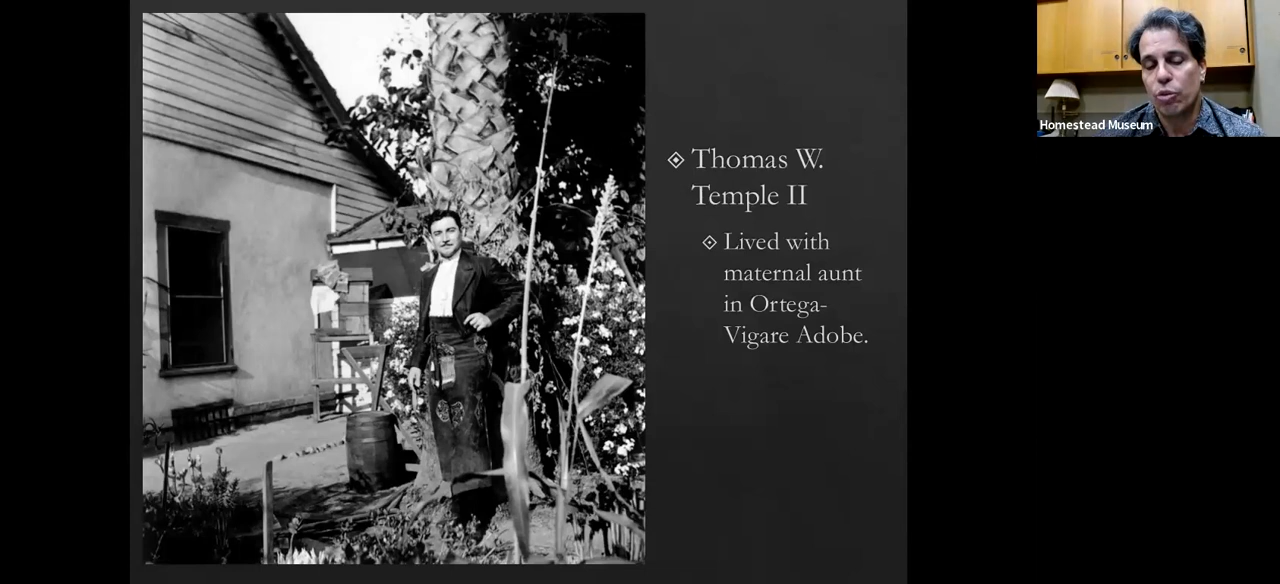 Thomas W.
Temple II
Lived with
maternal aunt
in Ortega-
Vigare Adobe.
Homestead Museum